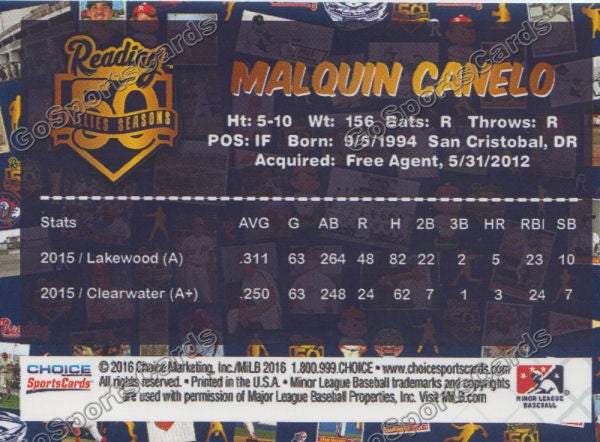 Reading
50
FLIES SEASONS
MALQUIN CANELO
Ht: 5-10 Wt: 156 Bats: R Throws: R
POS: IF Born: 9/5/1994 San Cristobal, DR
Acquired: Free Agent, 5/31/2012
Stats AVG G AB R H 2B 3B HR RBI SB
2015 / Lakewood (A) .311 63 264 48 82 22 2 5 23 10
2015 / Clearwater (A+) .250 63 248 24 62 7 1 3 24 7
CHOICE
SportsCards™
© 2016 Choice Marketing, Inc./MiLB 2016 1.800.999.CHOICE • www.choicesportscards.com
All rights reserved. • Printed in the U.S.A. • Minor League Baseball trademarks and copyrights
are used with permission of Major League Baseball Properties, Inc. Visit MiLB.com
MINOR LEAGUE
BASEBALL
GoSportsCards